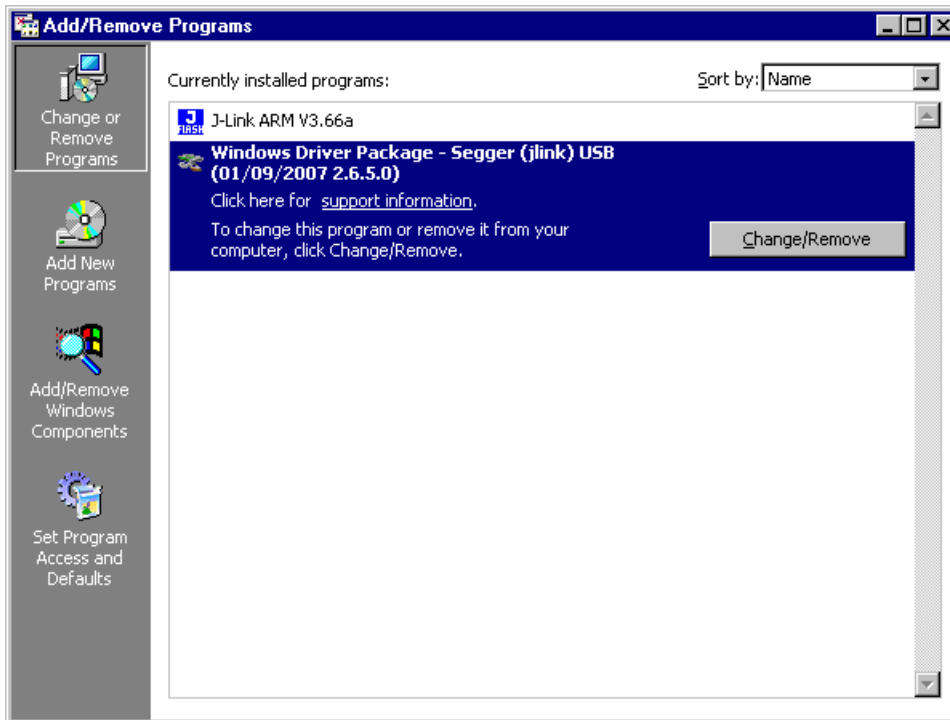 Add/Remove Programs
Change or
Remove
Programs
Add New
Programs
Add/Remove
Windows
Components
Set Program
Access and
Defaults
Currently installed programs:
Sort by: Name
J FLASH
J-Link ARM V3.66a
Windows Driver Package - Segger (jlink) USB
(01/09/2007 2.6.5.0)
Click here for support information.
To change this program or remove it from your
computer, click Change/Remove.
Change/Remove